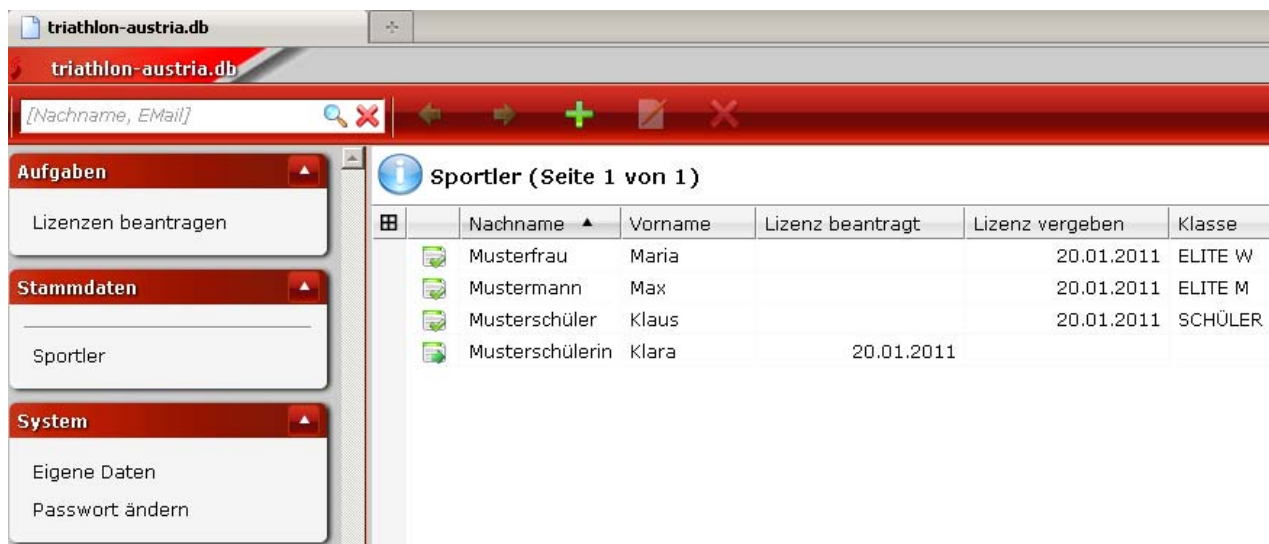 triathlon-austria.db
triathlon-austria.db
[Nachname, EMail]
Aufgaben
Lizenzen beantragen
Stammdaten
Sportler
System
Eigene Daten
Passwort ändern
Sportler (Seite 1 von 1)
Nachname Vorname Lizenz beantragt Lizenz vergeben Klasse
Musterfrau Maria 20.01.2011 ELITE W
Mustermann Max 20.01.2011 ELITE M
Musterschüler Klaus 20.01.2011 SCHÜLER
Musterschülerin Klara 20.01.2011